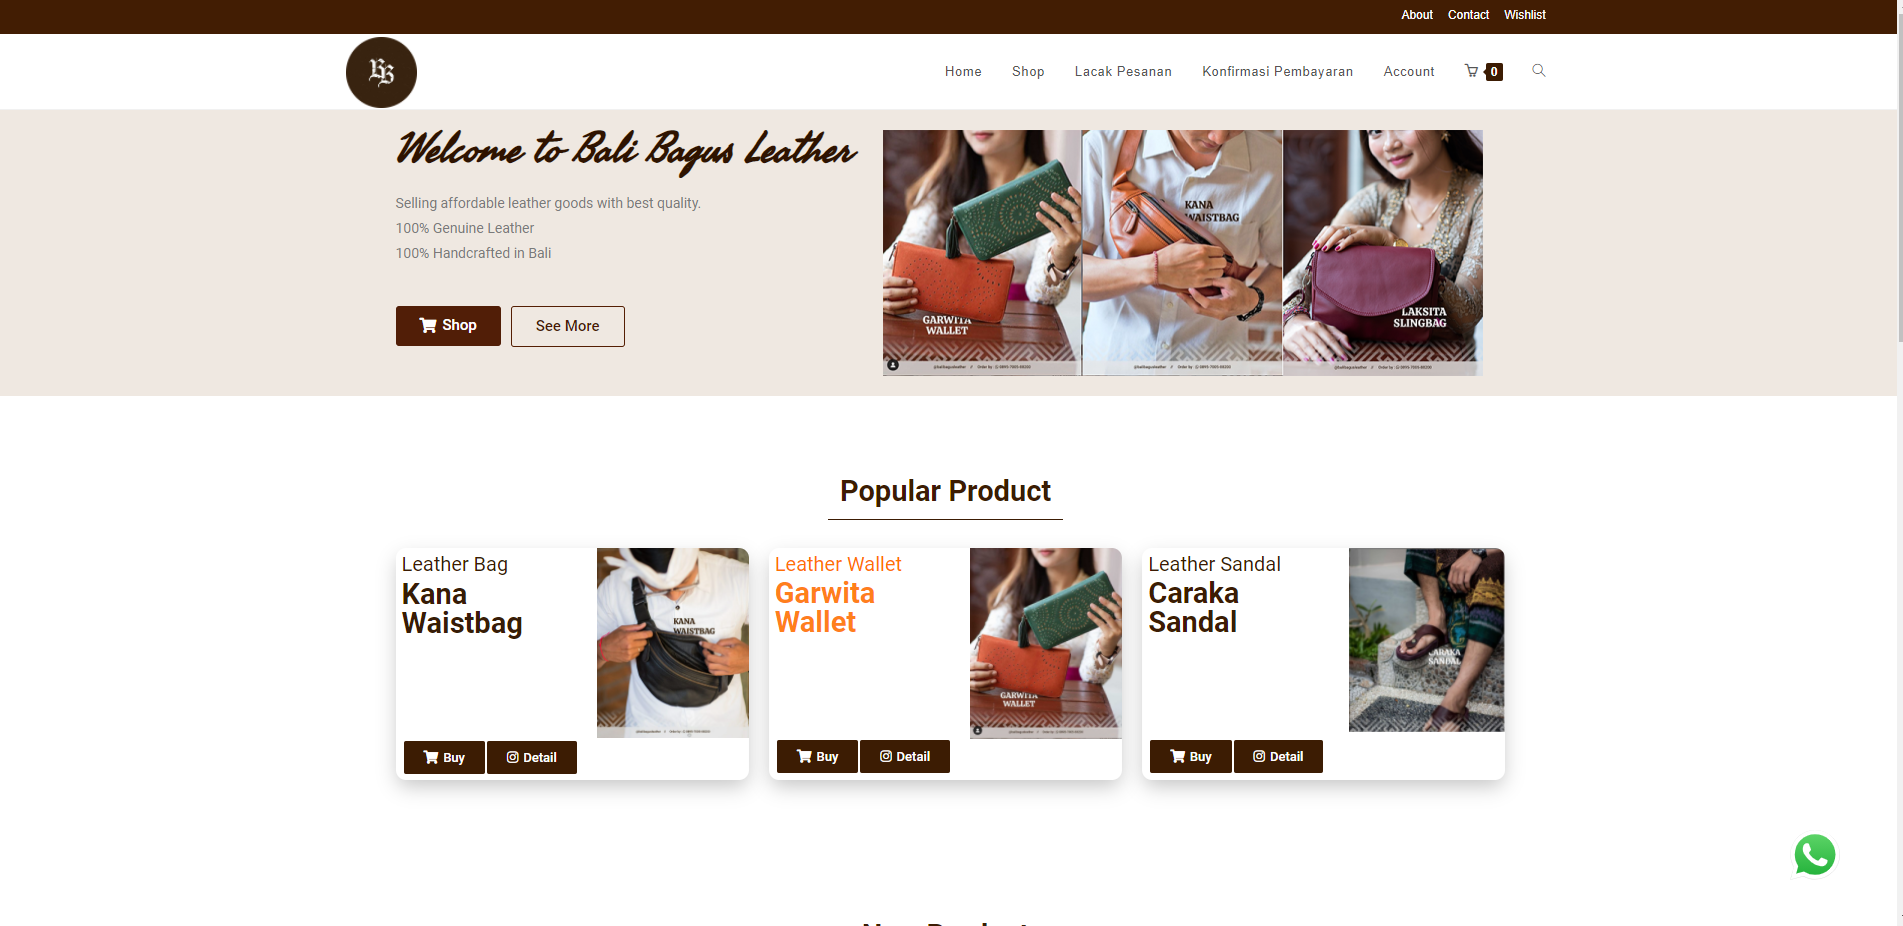 About Contact Wishlist
BB
Home Shop Lacak Pesanan Konfirmasi Pembayaran Account 0
Welcome to Bali Bagus Leather
Selling affordable leather goods with best quality.
100% Genuine Leather
100% Handcrafted in Bali
Shop See More
GARWITA
WALLET
KANA
WAISTBAG
LAKSITA
SLINGBAG
Popular Product
Leather Bag
Kana
Waistbag
KANA
WAISTBAG
Buy Detail
Leather Wallet
Garwita
Wallet
GARWITA
WALLET
Buy Detail
Leather Sandal
Caraka
Sandal
CARAKA
SANDAL
Buy Detail